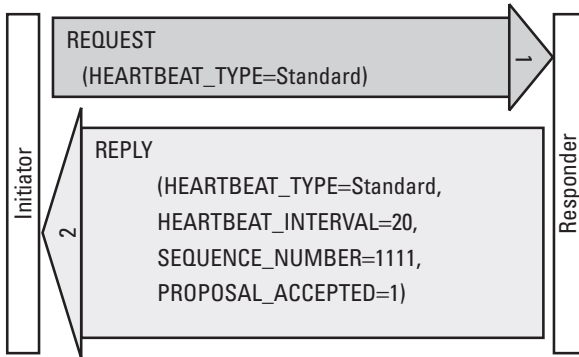 Initiator
REQUEST
(HEARTBEAT_TYPE=Standard)
1
REPLY
(HEARTBEAT_TYPE=Standard,
HEARTBEAT_INTERVAL=20,
SEQUENCE_NUMBER=1111,
PROPOSAL_ACCEPTED=1)
2
Responder